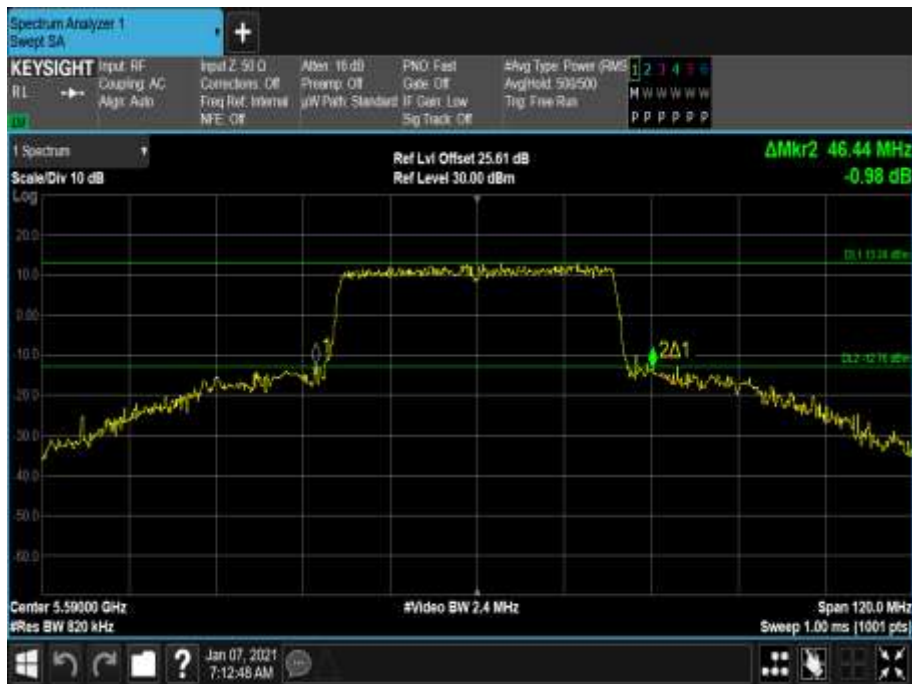 Spectrum Analyzer 1
Swept SA
+
KEYSIGHT Input: RF Input Z: 50 Ω Atten: 16 dB PNO: Fast #Avg Type: Power (RMS 1 2 3 4 5 6
Coupling: AC Corrections: Off Preamp: Off Gate: Off Avg|Hold: 500/500 M W W W W W
Align: Auto Freq Ref: Internal µW Path: Standard IF Gain: Low Trig: Free Run
NFE: Off Sig Track: Off P P P P P P
1 Spectrum
Ref Lvl Offset 25.61 dB ΔMkr2 46.44 MHz
Scale/Div 10 dB Ref Level 30.00 dBm -0.98 dB
Log
20.0
10.0
0.00
1 2Δ1
-10.0
-20.0
-30.0
-40.0
-50.0
-60.0
Center 5.59000 GHz #Video BW 2.4 MHz Span 120.0 MHz
#Res BW 820 kHz Sweep 1.00 ms (1001 pts)
? Jan 07, 2021
7:12:48 AM